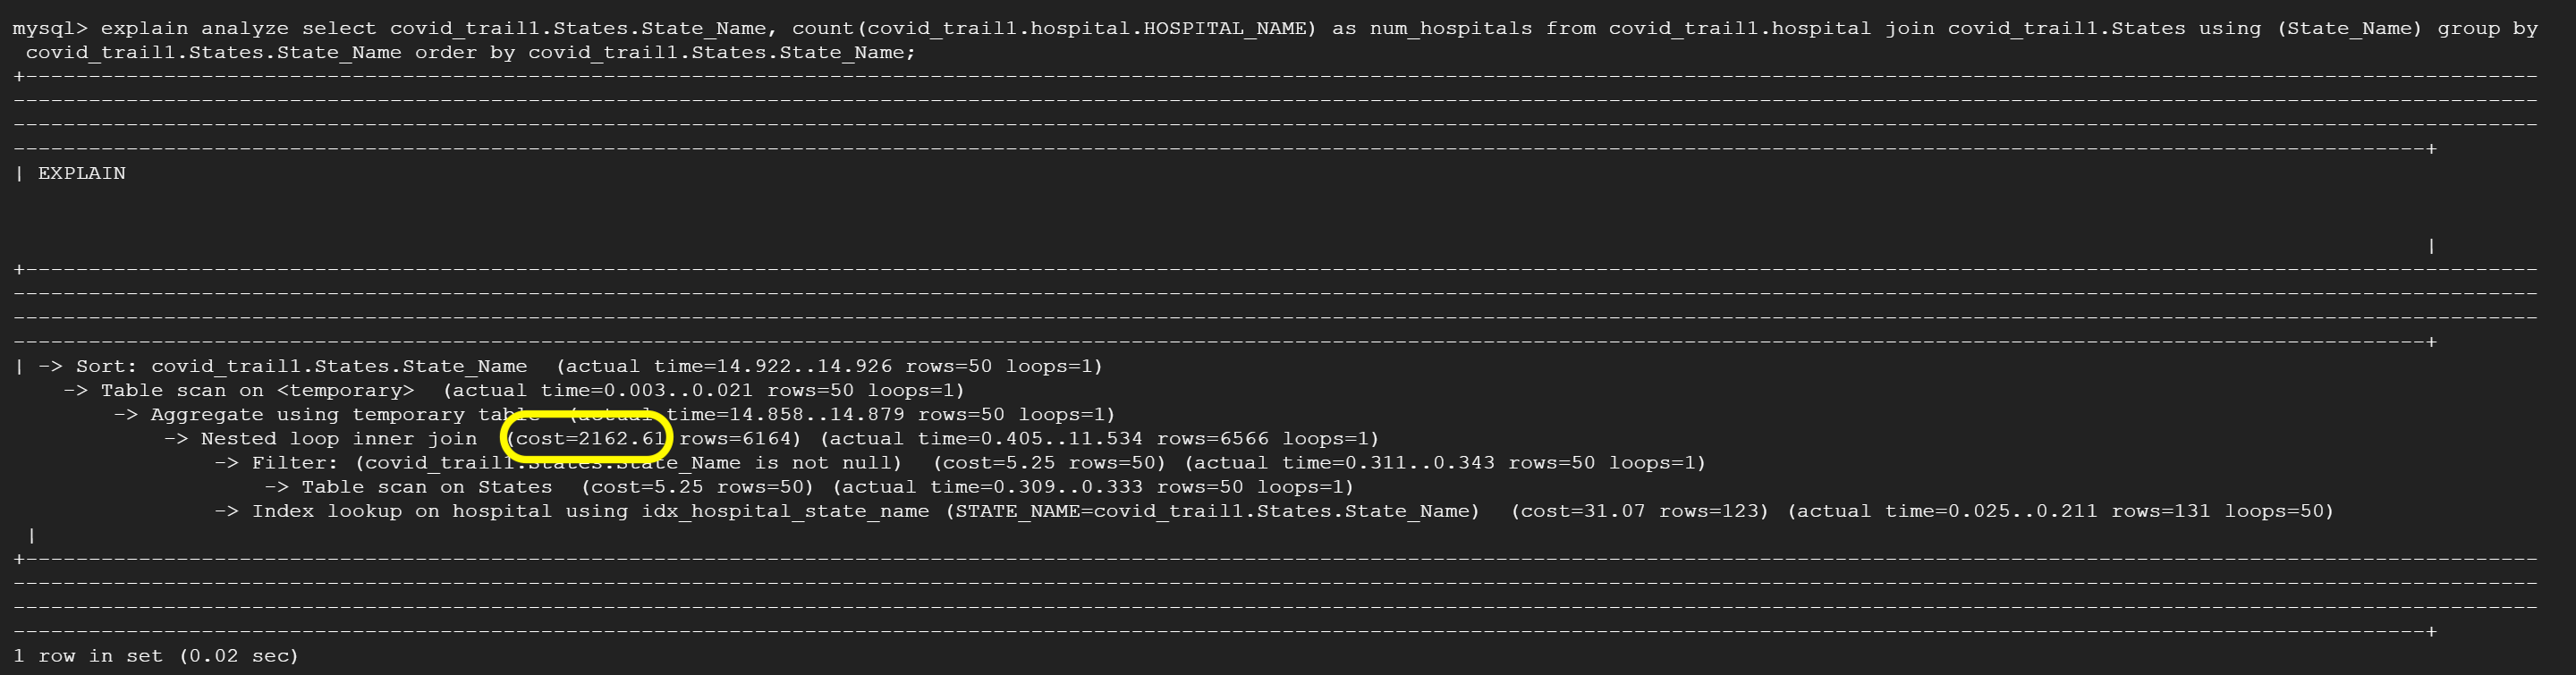 mysql> explain analyze select covid_trail1.States.State_Name, count(covid_trail1.hospital.HOSPITAL_NAME) as num_hospitals from covid_trail1.hospital join covid_trail1.States using (State_Name) group by
covid_trail1.States.State_Name order by covid_trail1.States.State_Name;
| EXPLAIN
|
| -> Sort: covid_trail1.States.State_Name  (actual time=14.922..14.926 rows=50 loops=1)
-> Table scan on <temporary>  (actual time=0.003..0.021 rows=50 loops=1)
-> Aggregate using temporary table  (actual time=14.858..14.879 rows=50 loops=1)
-> Nested loop inner join  (cost=2162.61 rows=6164) (actual time=0.405..11.534 rows=6566 loops=1)
-> Filter: (covid_trail1.States.State_Name is not null)  (cost=5.25 rows=50) (actual time=0.311..0.343 rows=50 loops=1)
-> Table scan on States  (cost=5.25 rows=50) (actual time=0.309..0.333 rows=50 loops=1)
-> Index lookup on hospital using idx_hospital_state_name (STATE_NAME=covid_trail1.States.State_Name)  (cost=31.07 rows=123) (actual time=0.025..0.211 rows=131 loops=50)
|
1 row in set (0.02 sec)